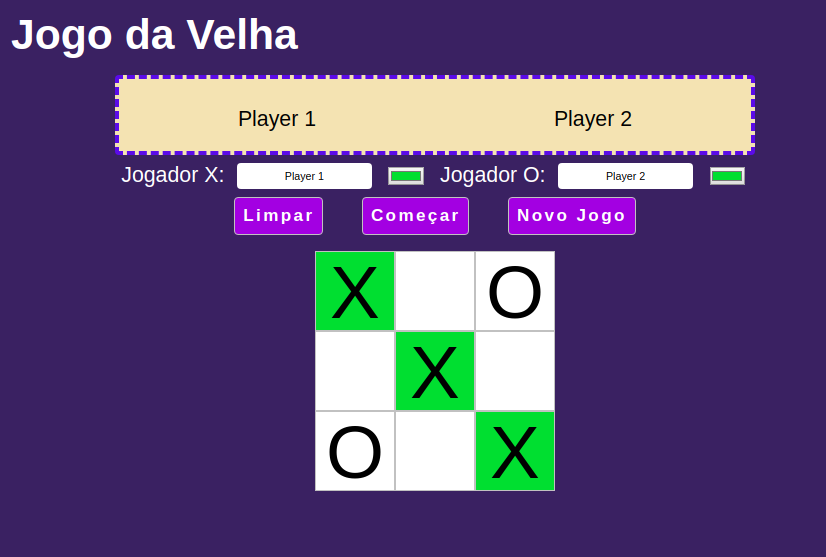 Jogo da Velha
Player 1 Player 2
Jogador X: Player 1 Jogador O: Player 2
Limpar Começar Novo Jogo
X O
X
O X